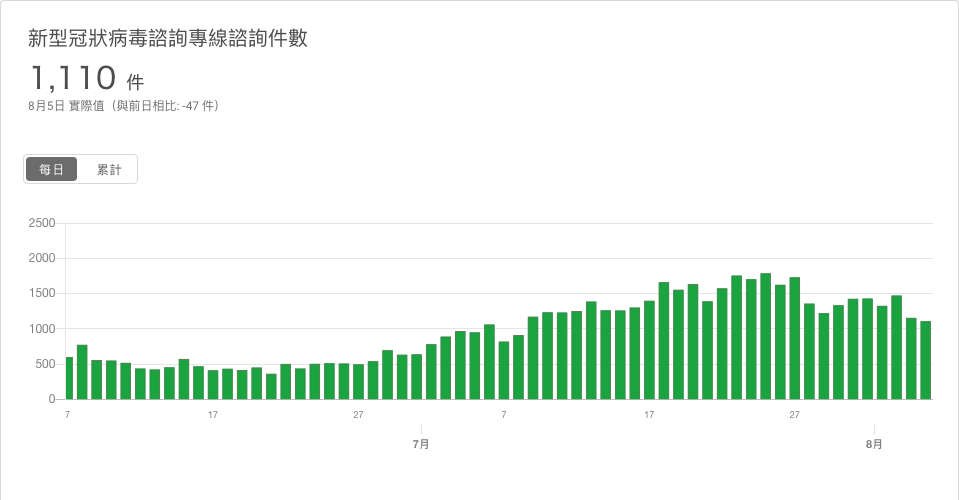 新型冠狀病毒諮詢專線諮詢件數
1,110 件
8月5日 實際值（與前日相比: -47 件）
每日 累計
2500
2000
1500
1000
500
0
7 17 27 7 17 27
7月 8月